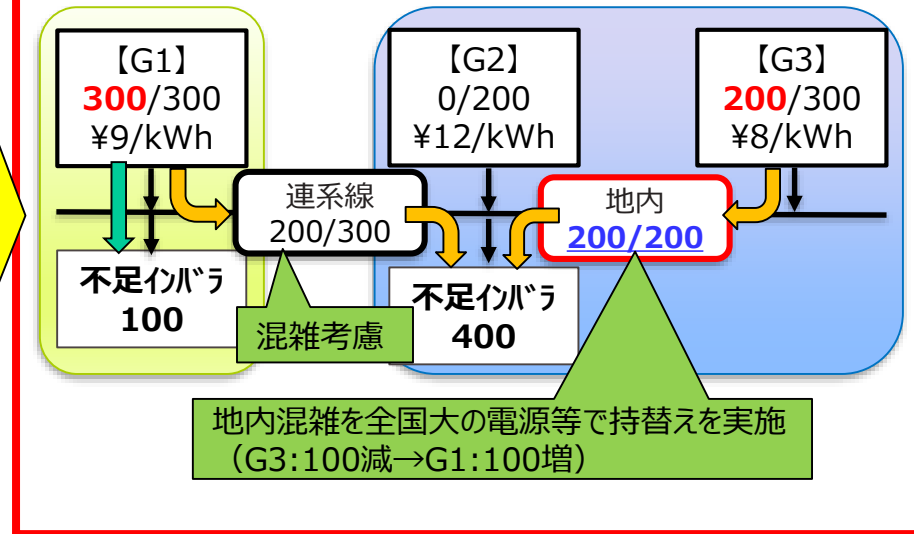 【G1】
300/300
¥9/kWh
【G2】
0/200
¥12/kWh
【G3】
200/300
¥8/kWh
連系線
200/300
地内
200/200
不足ｲﾝﾊﾞﾗ
100
混雑考慮
不足ｲﾝﾊﾞﾗ
400
地内混雑を全国大の電源等で持替えを実施
（G3:100減→G1:100増）